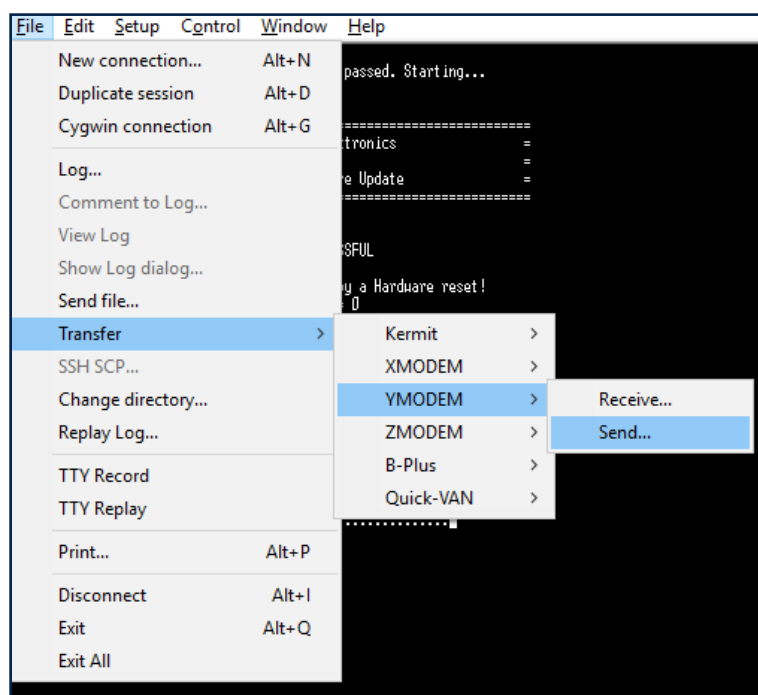 File Edit Setup Control Window Help
New connection... Alt+N
Duplicate session Alt+D
Cygwin connection Alt+G
Log...
Comment to Log...
View Log
Show Log dialog...
Send file...
Transfer >
SSH SCP...
Change directory...
Replay Log...
TTY Record
TTY Replay
Print... Alt+P
Disconnect Alt+I
Exit Alt+Q
Exit All
passed. Starting...
==========================
tronics =
=
e Update =
==========================
SSFUL
y a Hardware reset!
= 0
Kermit >
XMODEM >
YMODEM >
ZMODEM >
B-Plus >
Quick-VAN >
Receive...
Send...
..............